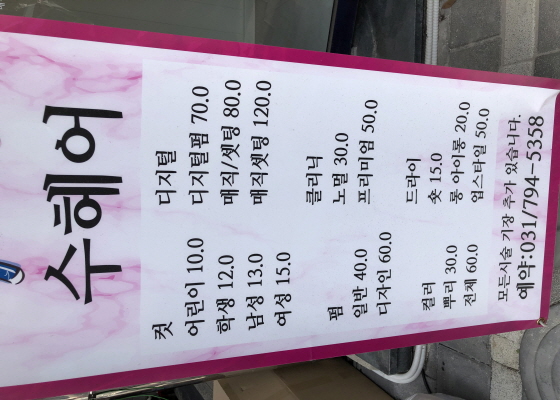 수헤어
컷
어린이 10.0
학생 12.0
남성 13.0
여성 15.0
디지털
디지털펌 70.0
매직/셋팅 80.0
매직셋팅 120.0
펌
일반 40.0
디자인 60.0
클리닉
노멀 30.0
프리미엄 50.0
컬러
뿌리 30.0
전체 60.0
드라이
숏 15.0
롱 아이롱 20.0
업스타일 50.0
모든시술 기장 추가 있습니다.
예약:031/794-5358